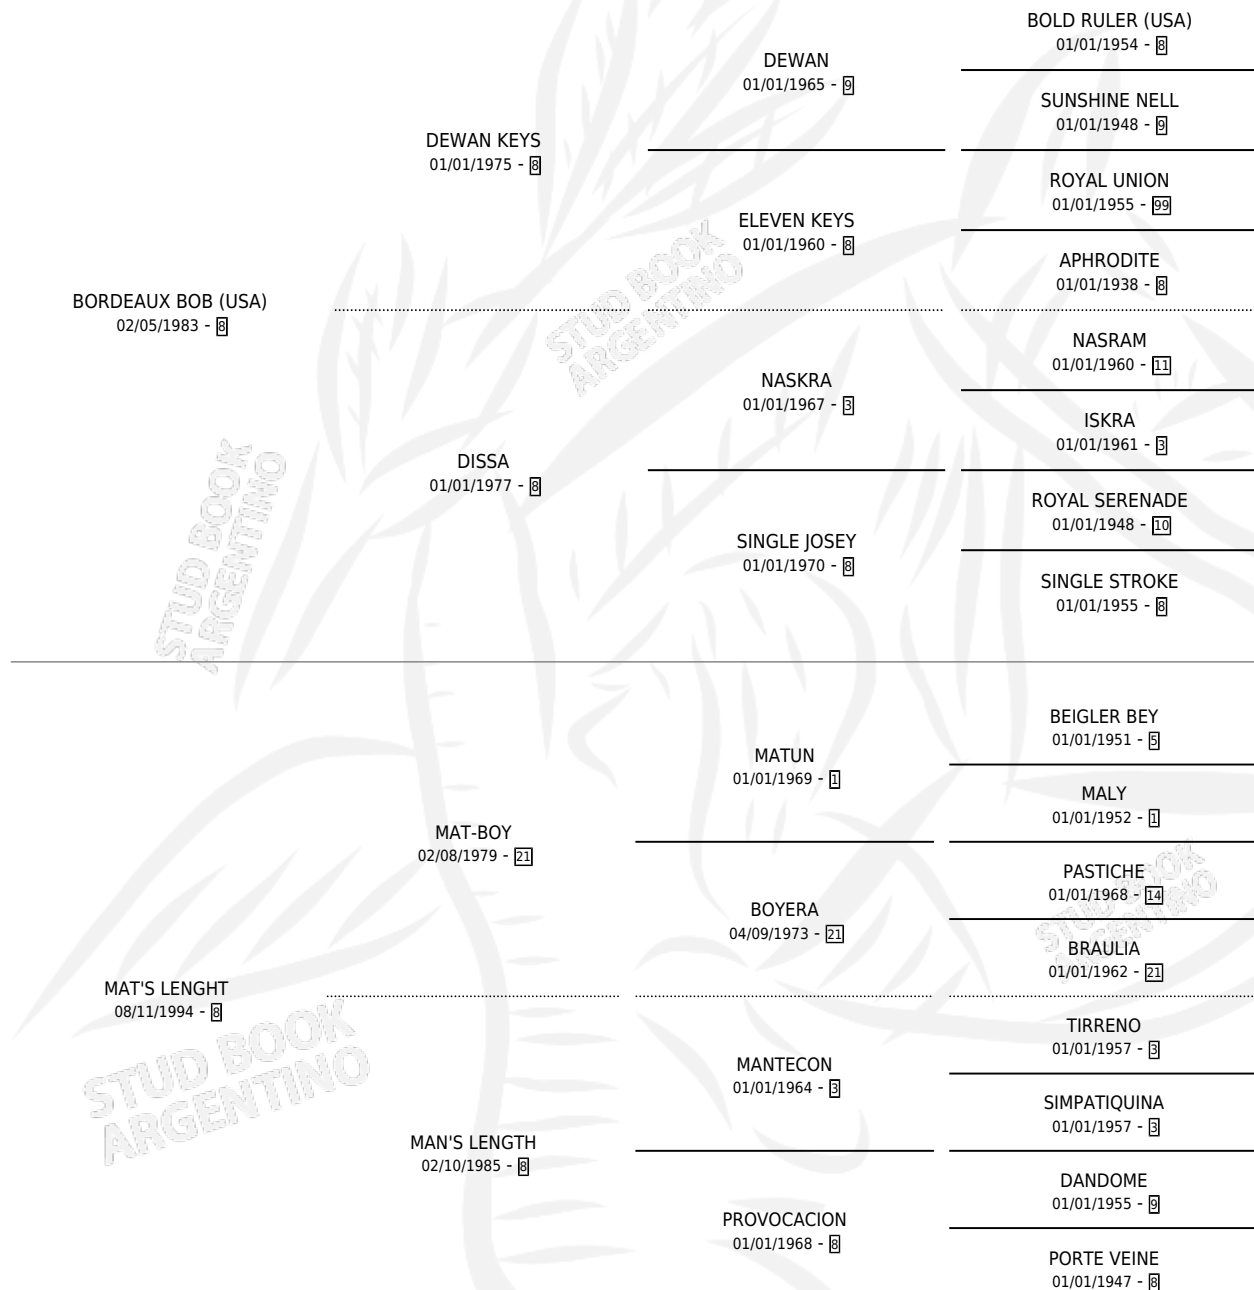 BOLD RULER (USA)
01/01/1954 - 8
DEWAN
01/01/1965 - 9
SUNSHINE NELL
01/01/1948 - 9
DEWAN KEYS
01/01/1975 - 8
ROYAL UNION
01/01/1955 - 99
ELEVEN KEYS
01/01/1960 - 8
APHRODITE
01/01/1938 - 8
STUD BOOK
ARGENTINO
BORDEAUX BOB (USA)
02/05/1983 - 8
NASRAM
01/01/1960 - 11
NASKRA
01/01/1967 - 3
ISKRA
01/01/1961 - 3
DISSA
01/01/1977 - 8
ROYAL SERENADE
01/01/1948 - 10
SINGLE JOSEY
01/01/1970 - 8
SINGLE STROKE
01/01/1955 - 8
STUD BOOK
ARGENTINO
BEIGLER BEY
01/01/1951 - 5
MATUN
01/01/1969 - 1
MALY
01/01/1952 - 1
MAT-BOY
02/08/1979 - 21
PASTICHE
01/01/1968 - 14
BOYERA
04/09/1973 - 21
BRAULIA
01/01/1962 - 21
STUD BOOK
ARGENTINO
MAT'S LENGHT
08/11/1994 - 8
TIRRENO
01/01/1957 - 3
MANTECON
01/01/1964 - 3
SIMPATIQUINA
01/01/1957 - 3
STUD BOOK
ARGENTINO
MAN'S LENGTH
02/10/1985 - 8
DANDOME
01/01/1955 - 9
PROVOCACION
01/01/1968 - 8
PORTE VEINE
01/01/1947 - 8